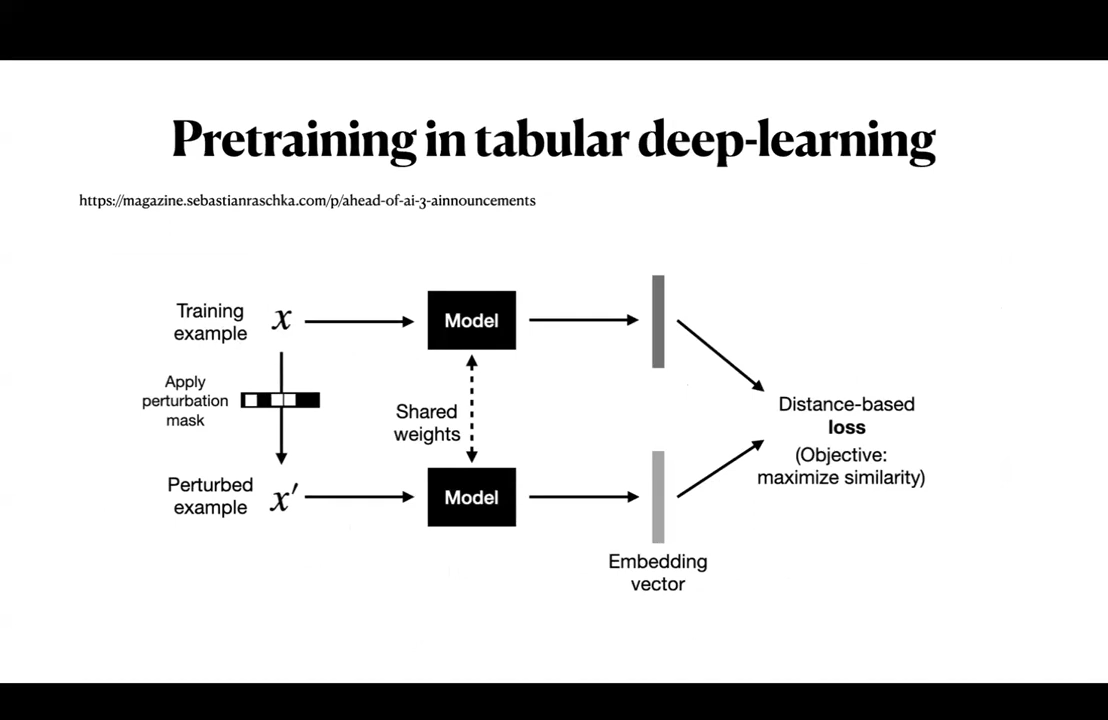 Pretraining in tabular deep-learning
https://magazine.sebastianraschka.com/p/ahead-of-ai-3-ainnouncements
Training
example
x
Model
Apply
perturbation
mask
Shared
weights
Distance-based
loss
(Objective:
maximize similarity)
Perturbed
example
x′
Model
Embedding
vector